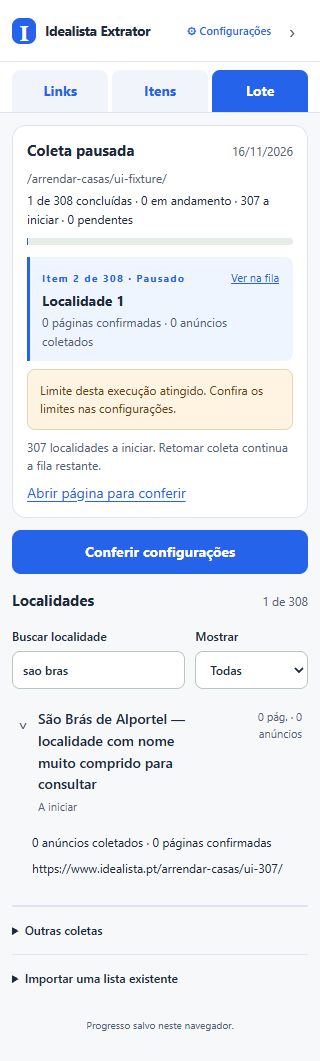 I Idealista Extrator ⚙ Configurações ›
Links Itens Lote
Coleta pausada 16/11/2026
/arrendar-casas/ui-fixture/
1 de 308 concluídas · 0 em andamento · 307 a
iniciar · 0 pendentes
Item 2 de 308 · Pausado Ver na fila
Localidade 1
0 páginas confirmadas · 0 anúncios
coletados
Limite desta execução atingido. Confira os
limites nas configurações.
307 localidades a iniciar. Retomar coleta continua
a fila restante.
Abrir página para conferir
Conferir configurações
Localidades 1 de 308
Buscar localidade Mostrar
sao bras Todas
São Brás de Alportel — 0 pág. · 0
localidade com nome anúncios
muito comprido para
consultar
A iniciar
0 anúncios coletados · 0 páginas confirmadas
https://www.idealista.pt/arrendar-casas/ui-307/
Outras coletas
Importar uma lista existente
Progresso salvo neste navegador.